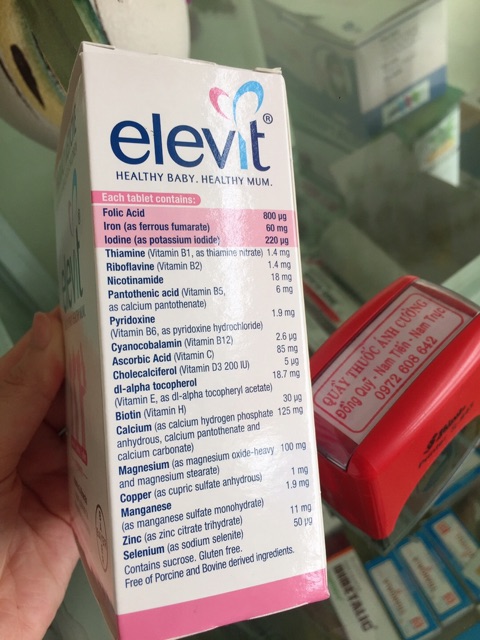 elevit®
HEALTHY BABY. HEALTHY MUM.
Each tablet contains:
Folic Acid 800 µg
Iron (as ferrous fumarate) 60 mg
Iodine (as potassium iodide) 220 µg
Thiamine (Vitamin B1, as thiamine nitrate) 1.4 mg
Riboflavine (Vitamin B2) 1.4 mg
Nicotinamide 18 mg
Pantothenic acid (Vitamin B5, 6 mg
as calcium pantothenate)
Pyridoxine 1.9 mg
(Vitamin B6, as pyridoxine hydrochloride)
Cyanocobalamin (Vitamin B12) 2.6 µg
Ascorbic Acid (Vitamin C) 85 mg
Cholecalciferol (Vitamin D3 200 IU) 5 µg
dl-alpha tocopherol 18.7 mg
(Vitamin E, as dl-alpha tocopheryl acetate)
Biotin (Vitamin H) 30 µg
Calcium (as calcium hydrogen phosphate 125 mg
anhydrous, calcium pantothenate and
calcium carbonate)
Magnesium (as magnesium oxide-heavy 100 mg
and magnesium stearate)
Copper (as cupric sulfate anhydrous) 1 mg
Manganese 1.9 mg
(as manganese sulfate monohydrate)
Zinc (as zinc citrate trihydrate) 11 mg
Selenium (as sodium selenite) 50 µg
Contains sucrose. Gluten free.
Free of Porcine and Bovine derived ingredients.
elevit
QUẦY THUỐC ÁNH CƯỜNG
Đồng Quỹ - Nam Tiến - Nam Trực
0972 608 642